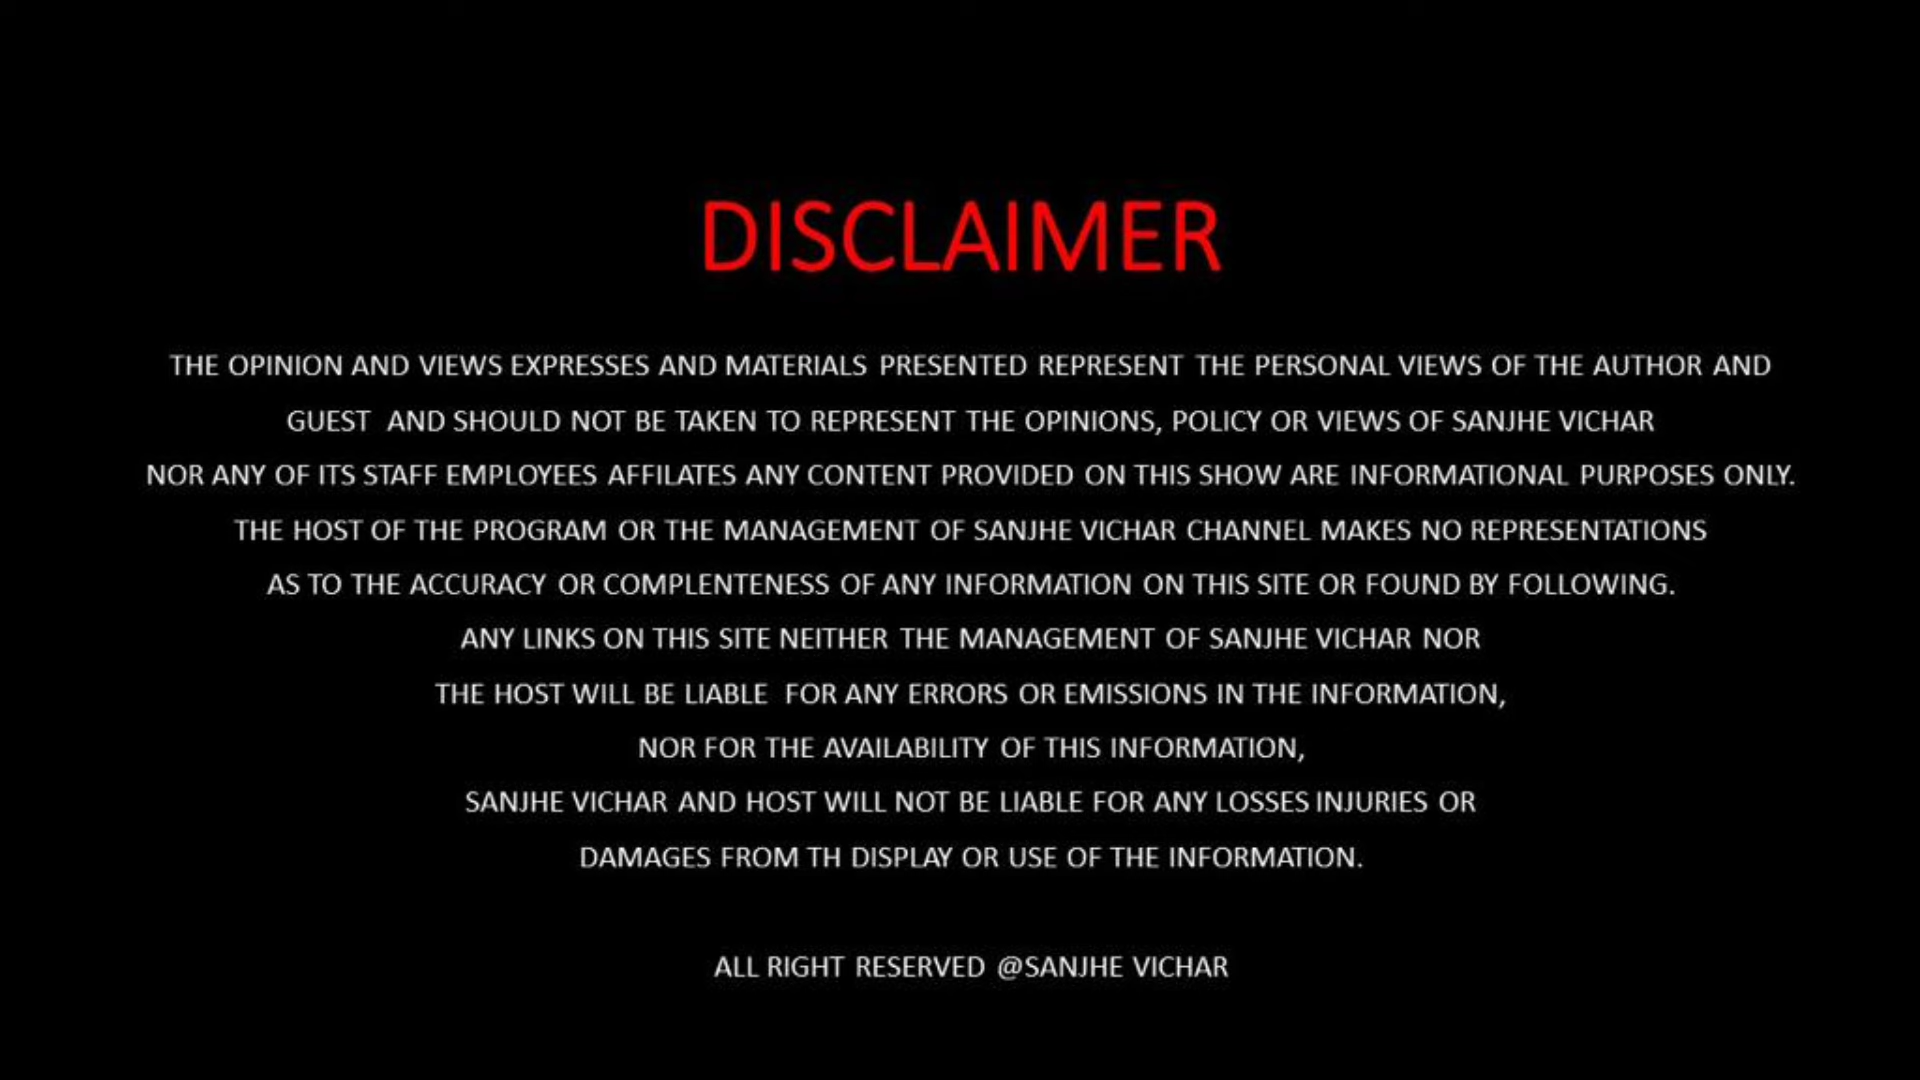 DISCLAIMER
THE OPINION AND VIEWS EXPRESSES AND MATERIALS PRESENTED REPRESENT THE PERSONAL VIEWS OF THE AUTHOR AND
GUEST AND SHOULD NOT BE TAKEN TO REPRESENT THE OPINIONS, POLICY OR VIEWS OF SANJHE VICHAR
NOR ANY OF ITS STAFF EMPLOYEES AFFILATES ANY CONTENT PROVIDED ON THIS SHOW ARE INFORMATIONAL PURPOSES ONLY.
THE HOST OF THE PROGRAM OR THE MANAGEMENT OF SANJHE VICHAR CHANNEL MAKES NO REPRESENTATIONS
AS TO THE ACCURACY OR COMPLENTENESS OF ANY INFORMATION ON THIS SITE OR FOUND BY FOLLOWING.
ANY LINKS ON THIS SITE NEITHER THE MANAGEMENT OF SANJHE VICHAR NOR
THE HOST WILL BE LIABLE FOR ANY ERRORS OR EMISSIONS IN THE INFORMATION,
NOR FOR THE AVAILABILITY OF THIS INFORMATION,
SANJHE VICHAR AND HOST WILL NOT BE LIABLE FOR ANY LOSSES INJURIES OR
DAMAGES FROM TH DISPLAY OR USE OF THE INFORMATION.
ALL RIGHT RESERVED @SANJHE VICHAR